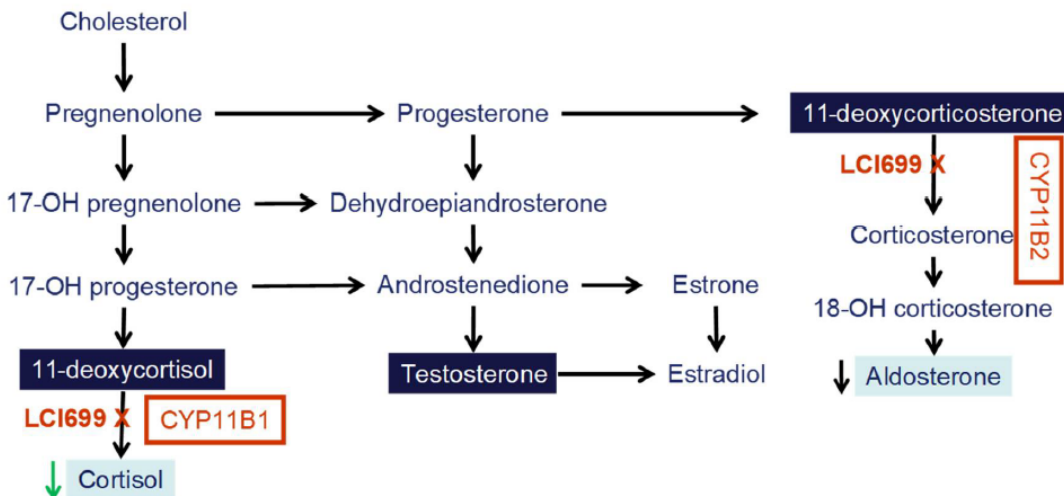 Cholesterol
Pregnenolone
Progesterone
11-deoxycorticosterone
LCI699 X
CYP11B2
17-OH pregnenolone
Dehydroepiandrosterone
Corticosterone
17-OH progesterone
Androstenedione
Estrone
18-OH corticosterone
11-deoxycortisol
Testosterone
Estradiol
Aldosterone
LCI699 X
CYP11B1
Cortisol